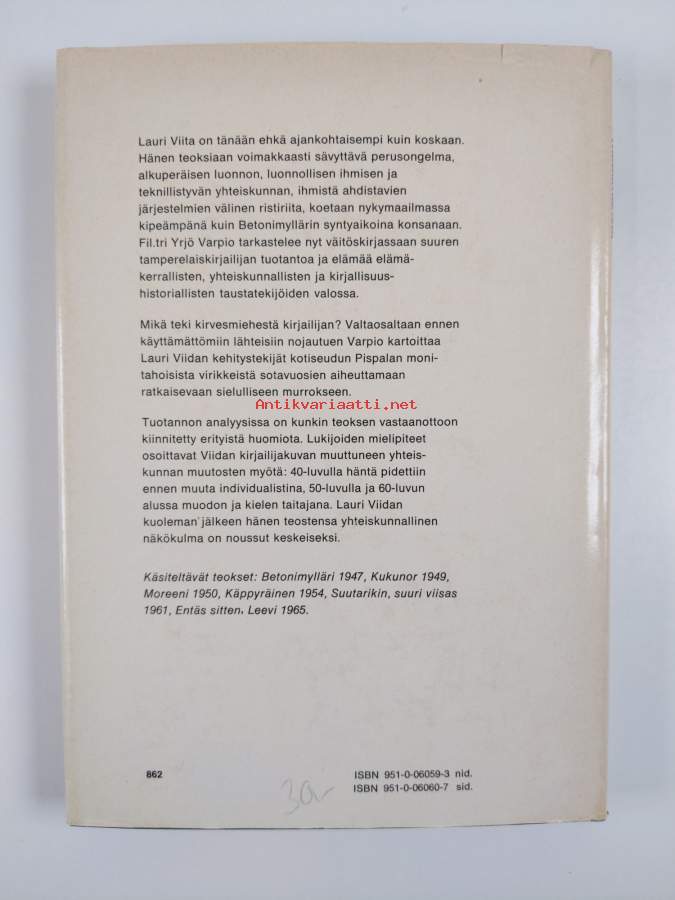 Lauri Viita on tänään ehkä ajankohtaisempi kuin koskaan.
Hänen teoksiaan voimakkaasti sävyttävä perusongelma,
alkuperäisen luonnon, luonnollisen ihmisen ja
teknillistyvän yhteiskunnan, ihmistä ahdistavien
järjestelmien välinen ristiriita, koetaan nykymaailmassa
kipeämpänä kuin Betonimyllärin syntyaikoina konsanaan.
Fil.tri Yrjö Varpio tarkastelee nyt väitöskirjassaan suuren
tamperelaiskirjailijan tuotantoa ja elämää elämä-
kerrallisten, yhteiskunnallisten ja kirjallisuus-
historiallisten taustatekijöiden valossa.
Mikä teki kirvesmiehestä kirjailijan? Valtaosaltaan ennen
käyttämättömiin lähteisiin nojautuen Varpio kartoittaa
Lauri Viidan kehitystekijät kotiseudun Pispalan moni-
tahoisista virikkeistä sotavuosien aiheuttamaan
ratkaisevaan sielulliseen murrokseen.
Antikvariaatti.net
Tuotannon analyysissa on kunkin teoksen vastaanottoon
kiinnitetty erityistä huomiota. Lukijoiden mielipiteet
osoittavat Viidan kirjailijakuvan muuttuneen yhteis-
kunnan muutosten myötä: 40-luvulla häntä pidettiin
ennen muuta individualistina, 50-luvulla ja 60-luvun
alussa muodon ja kielen taitajana. Lauri Viidan
kuoleman jälkeen hänen teostensa yhteiskunnallinen
näkökulma on noussut keskeiseksi.
Käsiteltävät teokset: Betonimylläri 1947, Kukunor 1949,
Moreeni 1950, Käppyräinen 1954, Suutarikin, suuri viisas
1961, Entäs sitten, Leevi 1965.
862
ISBN 951-0-06059-3 nid.
ISBN 951-0-06060-7 sid.
30,-